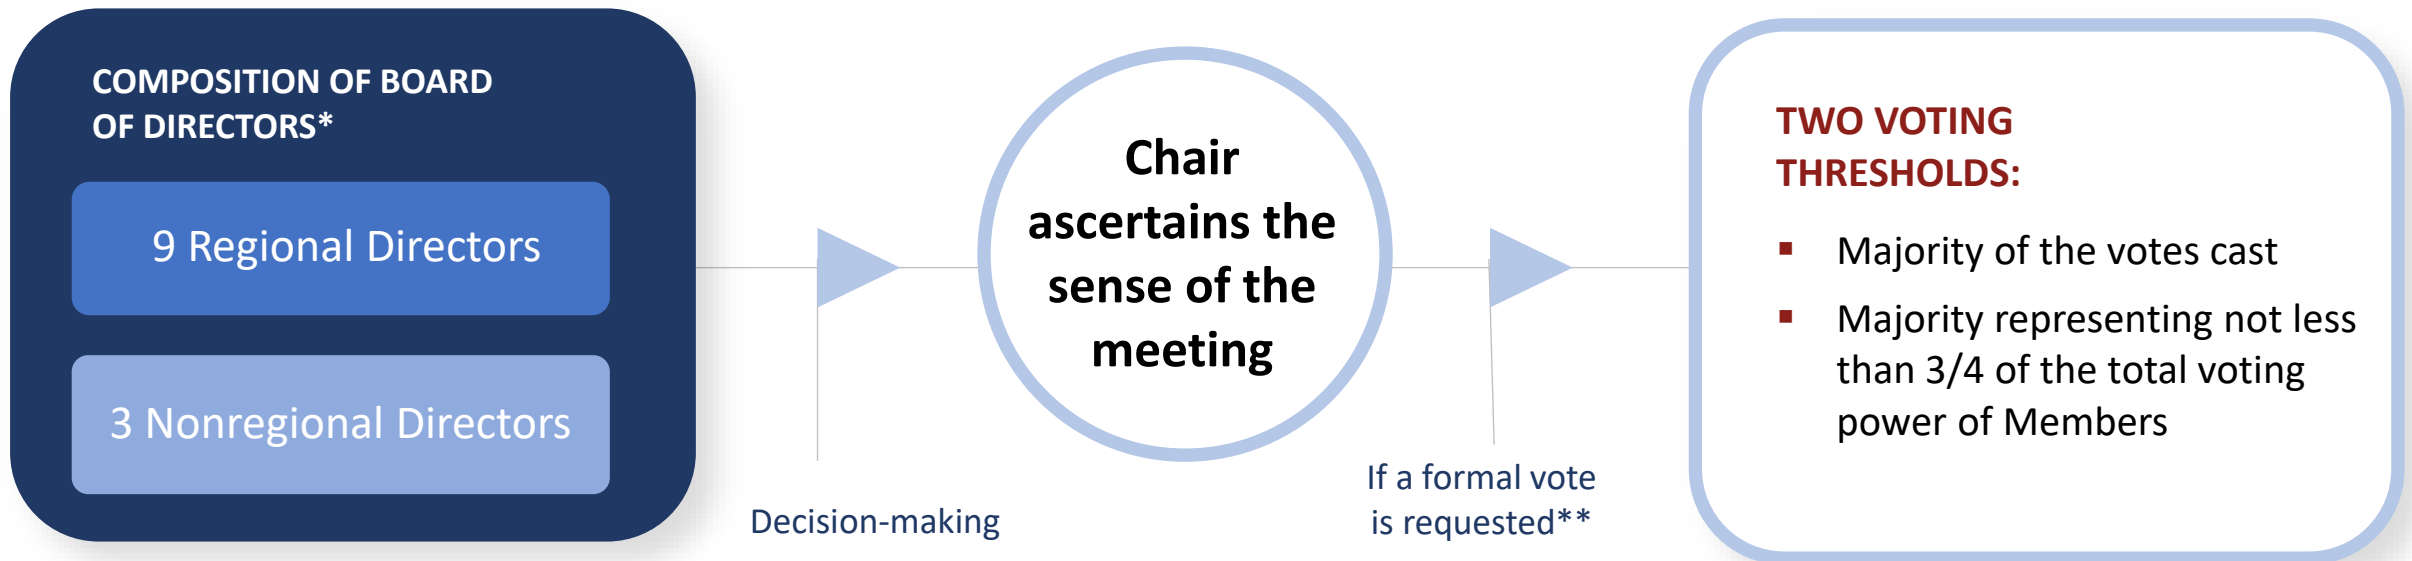 COMPOSITION OF BOARD
OF DIRECTORS*
9 Regional Directors
3 Nonregional Directors
Decision-making
Chair
ascertains the
sense of the
meeting
If a formal vote
is requested**
TWO VOTING
THRESHOLDS:
▪ Majority of the votes cast
▪ Majority representing not less
than 3/4 of the total voting
power of Members